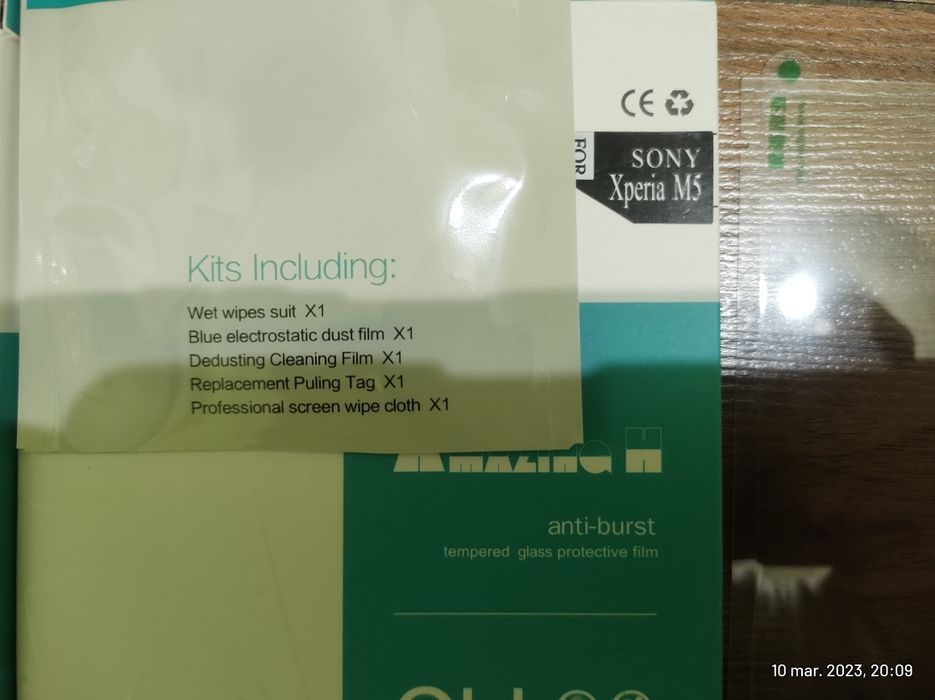 CE
FOR
SONY
Xperia M5
Kits Including:
Wet wipes suit X1
Blue electrostatic dust film X1
Dedusting Cleaning Film X1
Replacement Puling Tag X1
Professional screen wipe cloth X1
AMAZING H
anti-burst
tempered glass protective film
10 mar. 2023, 20:09